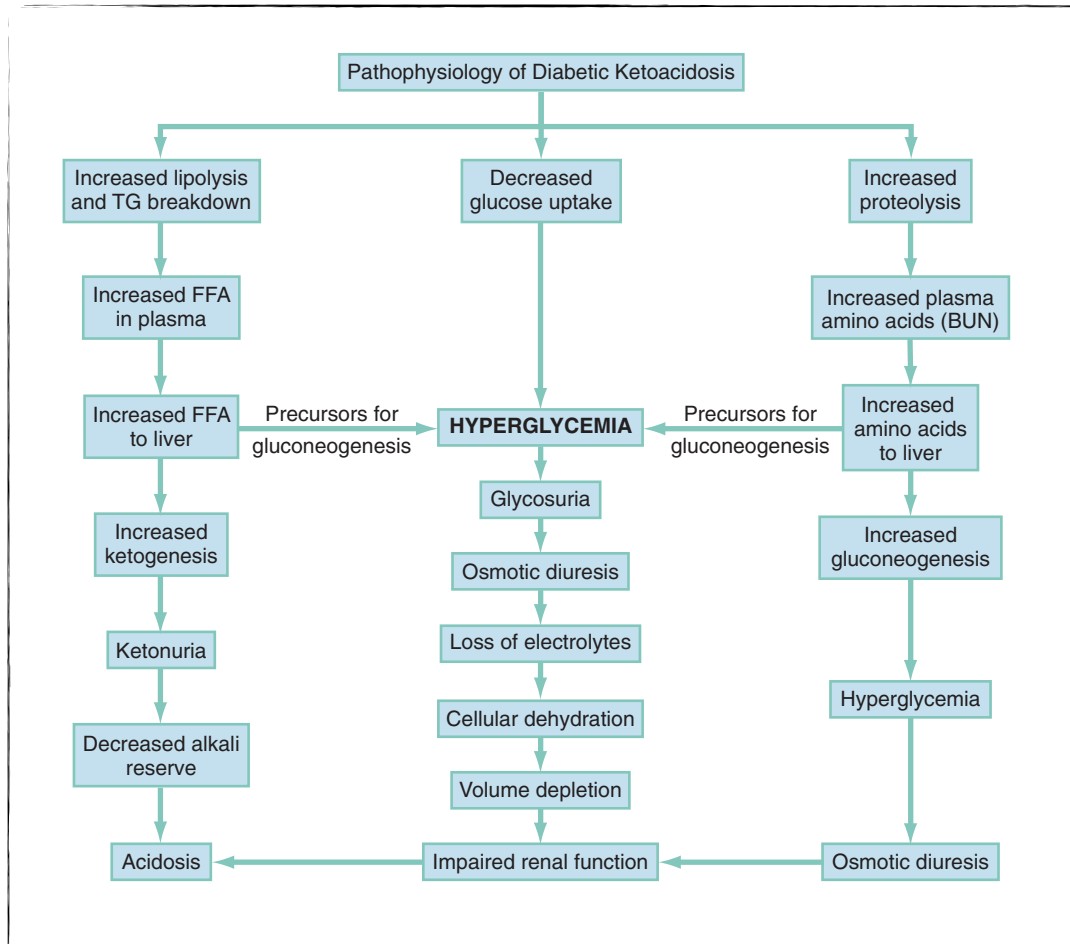 Pathophysiology of Diabetic Ketoacidosis
Increased lipolysis
and TG breakdown
Decreased
glucose uptake
Increased
proteolysis
Increased FFA
in plasma
Increased plasma
amino acids (BUN)
Increased FFA
to liver
Precursors for
gluconeogenesis
HYPERGLYCEMIA
Precursors for
gluconeogenesis
Increased
amino acids
to liver
Glycosuria
Increased
ketogenesis
Increased
gluconeogenesis
Osmotic diuresis
Loss of electrolytes
Ketonuria
Cellular dehydration
Hyperglycemia
Decreased alkali
reserve
Volume depletion
Acidosis
Impaired renal function
Osmotic diuresis